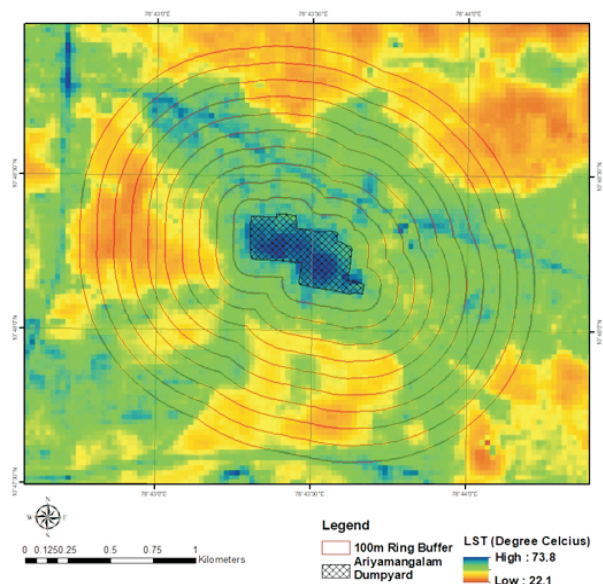 78°43'0"E 78°43'30"E 78°44'0"E
78°43'0"E 78°43'30"E 78°44'0"E
N
W E
S
0 0.1250.25 0.5 0.75 1
Kilometers
Legend
100m Ring Buffer
Ariyamangalam
Dumpyard
LST (Degree Celcius)
High : 73.8
Low : 22.1